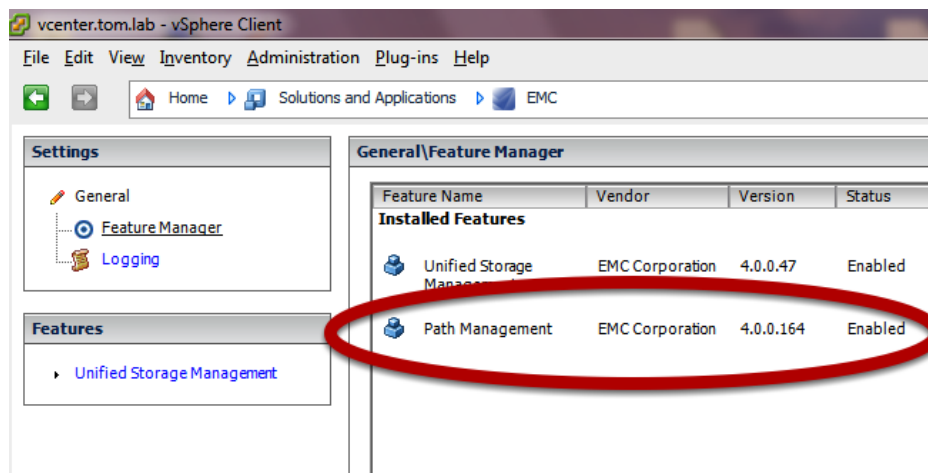 vcenter.tom.lab - vSphere Client
File Edit View Inventory Administration Plug-ins Help
Home Solutions and Applications EMC
Settings
General
Feature Manager
Logging
Features
Unified Storage Management
General\Feature Manager
Feature Name Vendor Version Status
Installed Features
Unified Storage EMC Corporation 4.0.0.47 Enabled
Management
Path Management EMC Corporation 4.0.0.164 Enabled